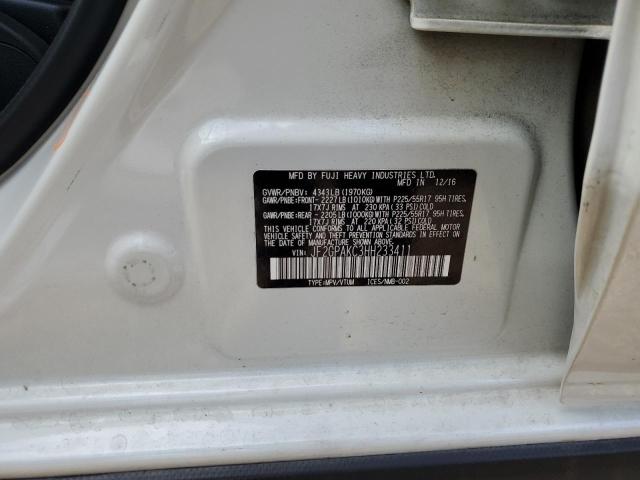 MFD BY FUJI HEAVY INDUSTRIES LTD.
MFD IN 12/16
GVWR/PNBV: 4343LB (1970KG)
GAWR/PNBE:FRONT- 2227LB(1010KG)WITH P225/55R17 95H TIRES,
17X7J RIMS AT 230 KPA(33 PSI)COLD
GAWR/PNBE:REAR - 2205LB(1000KG)WITH P225/55R17 95H TIRES,
17X7J RIMS AT 220 KPA(32 PSI)COLD
THIS VEHICLE CONFORMS TO ALL APPLICABLE FEDERAL MOTOR
VEHICLE SAFETY, BUMPER, AND THEFT PREVENTION STANDARDS IN
EFFECT ON THE DATE OF MANUFACTURE SHOWN ABOVE.
VIN: JF2GPAKC3HH233411
TYPE:MPV/VTUM ICES/NMB-002